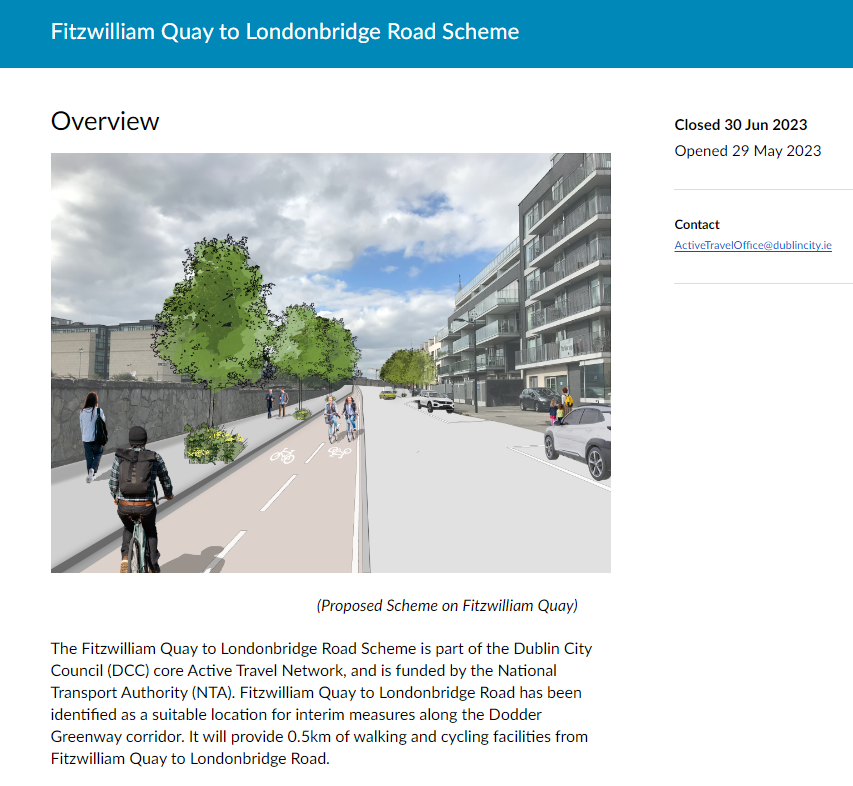 Fitzwilliam Quay to Londonbridge Road Scheme
Overview
(Proposed Scheme on Fitzwilliam Quay)
The Fitzwilliam Quay to Londonbridge Road Scheme is part of the Dublin City
Council (DCC) core Active Travel Network, and is funded by the National
Transport Authority (NTA). Fitzwilliam Quay to Londonbridge Road has been
identified as a suitable location for interim measures along the Dodder
Greenway corridor. It will provide 0.5km of walking and cycling facilities from
Fitzwilliam Quay to Londonbridge Road.
Closed 30 Jun 2023
Opened 29 May 2023
Contact
ActiveTravelOffice@dublincity.ie